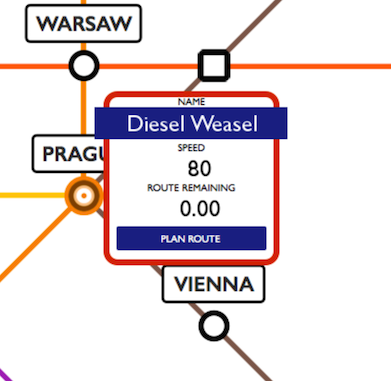 WARSAW
NAME
Diesel Weasel
PRAGU
SPEED
80
ROUTE REMAINING
0.00
PLAN ROUTE
VIENNA